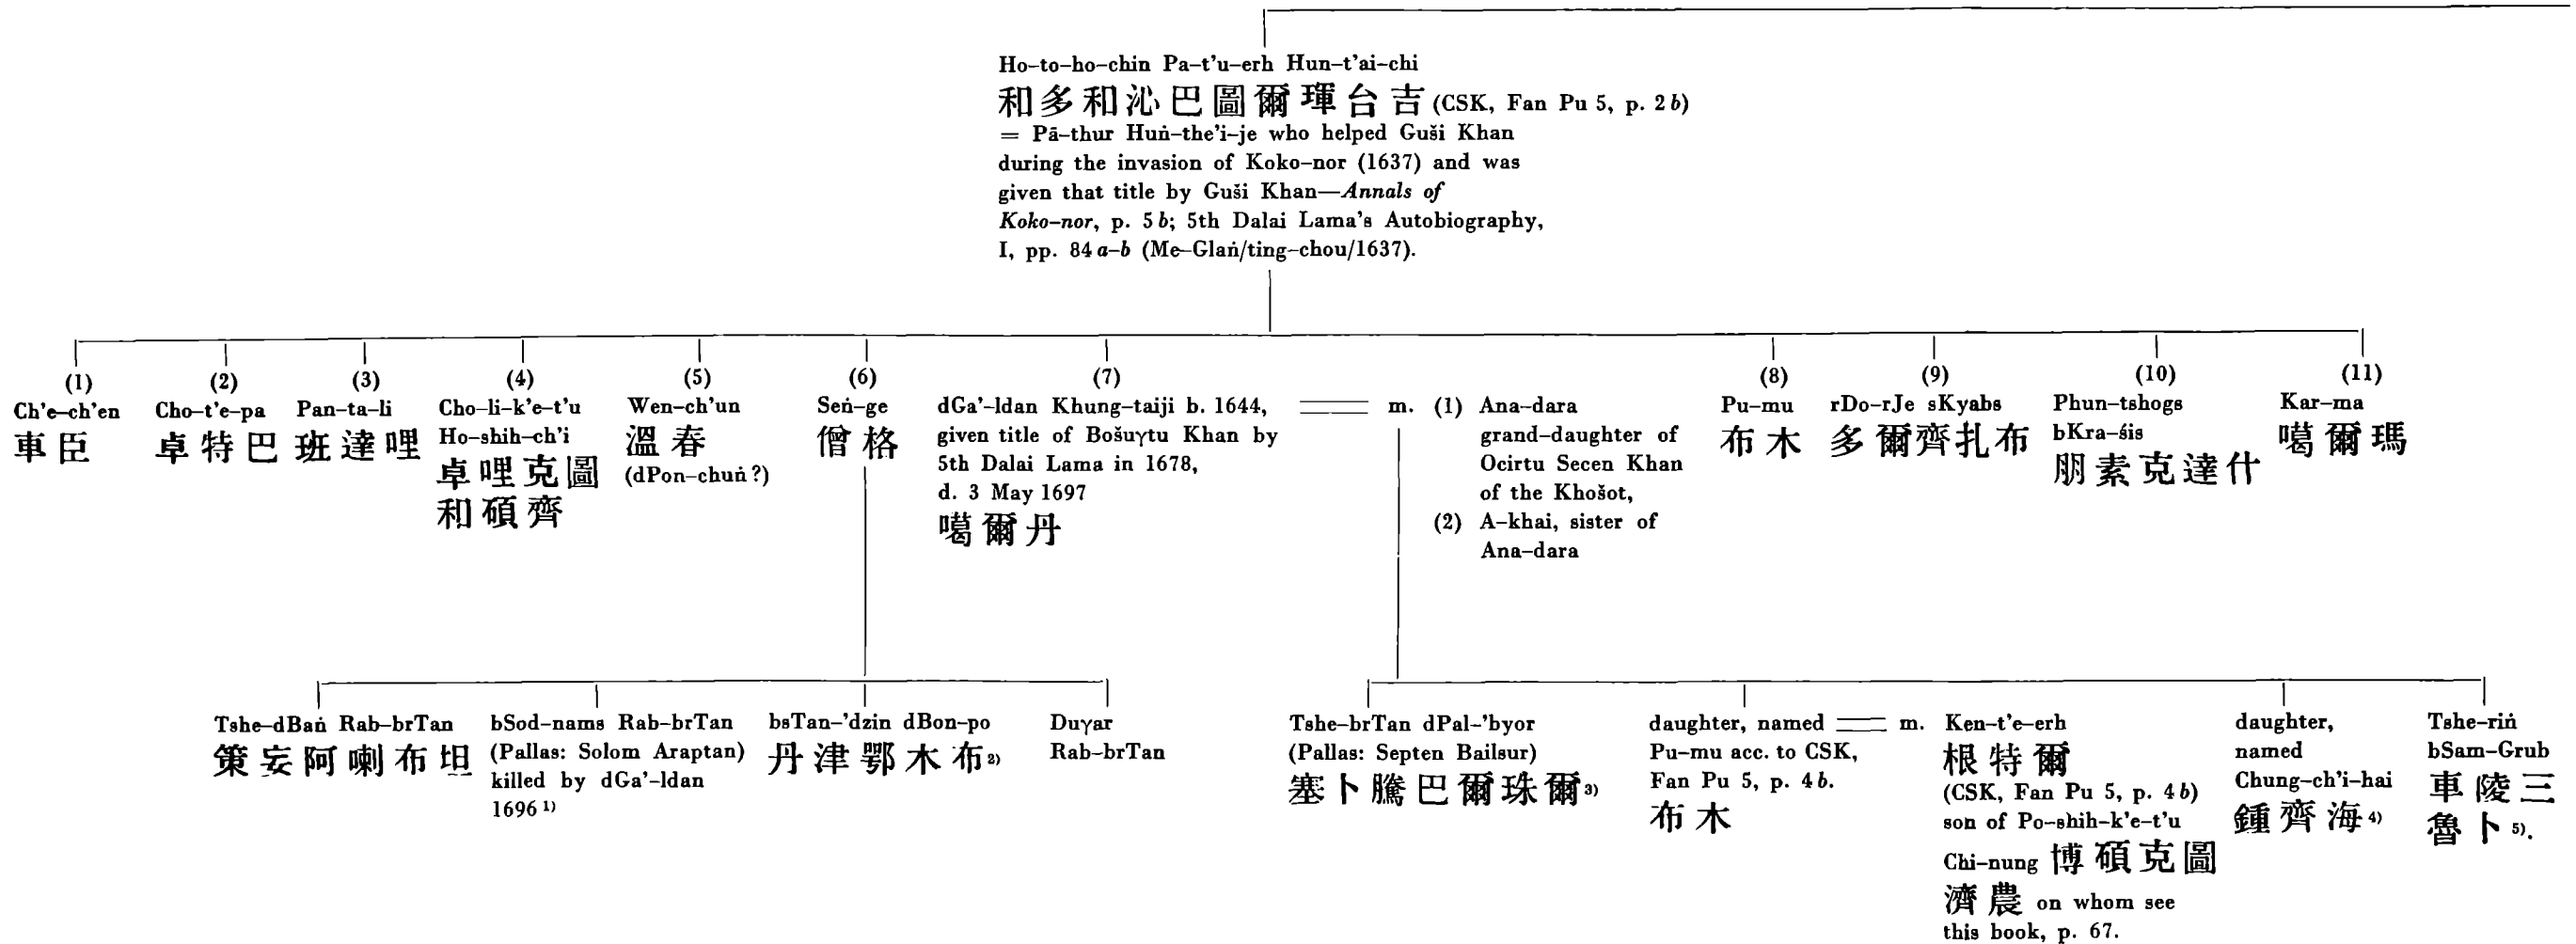 Ho-to-ho-chin Pa-t'u-erh Hun-t'ai-chi
和多和沁巴圖爾琿台吉 (CSK, Fan Pu 5, p. 2 b)
= Pā-thur Huṅ-the'i-je who helped Guši Khan
during the invasion of Koko-nor (1637) and was
given that title by Guši Khan—Annals of
Koko-nor, p. 5 b; 5th Dalai Lama's Autobiography,
I, pp. 84 a-b (Me-Glaṅ/ting-chou/1637).
(1)
Ch'e-ch'en
車臣
(2)
Cho-t'e-pa
卓特巴
(3)
Pan-ta-li
班達哩
(4)
Cho-li-k'e-t'u
Ho-shih-ch'i
卓哩克圖
和碩齊
(5)
Wen-ch'un
溫春
(dPon-chuṅ ?)
(6)
Seṅ-ge
僧格
(7)
dGa'-ldan Khung-taiji b. 1644,
given title of Bošuγtu Khan by
5th Dalai Lama in 1678,
d. 3 May 1697
噶爾丹
m. (1) Ana-dara
grand-daughter of
Ocirtu Secen Khan
of the Khošot,
(2) A-khai, sister of
Ana-dara
(8)
Pu-mu
布木
(9)
rDo-rJe sKyabs
多爾濟扎布
(10)
Phun-tshogs
bKra-śis
朋素克達什
(11)
Kar-ma
噶爾瑪
Tshe-dBaṅ Rab-brTan
策妄阿喇布坦
bSod-nams Rab-brTan
(Pallas: Solom Araptan)
killed by dGa'-ldan
1696 1)
bsTan-'dzin dBon-po
丹津鄂木布 2)
Duγar
Rab-brTan
Tshe-brTan dPal-'byor
(Pallas: Septen Bailsur)
塞卜騰巴爾珠爾 3)
daughter, named
Pu-mu acc. to CSK,
Fan Pu 5, p. 4 b.
布木
m. Ken-t'e-erh
根特爾
(CSK, Fan Pu 5, p. 4 b)
son of Po-shih-k'e-t'u
Chi-nung 博碩克圖
濟農 on whom see
this book, p. 67.
daughter,
named
Chung-ch'i-hai
鍾齊海 4)
Tshe-riṅ
bSam-Grub
車陵三
魯卜 5).